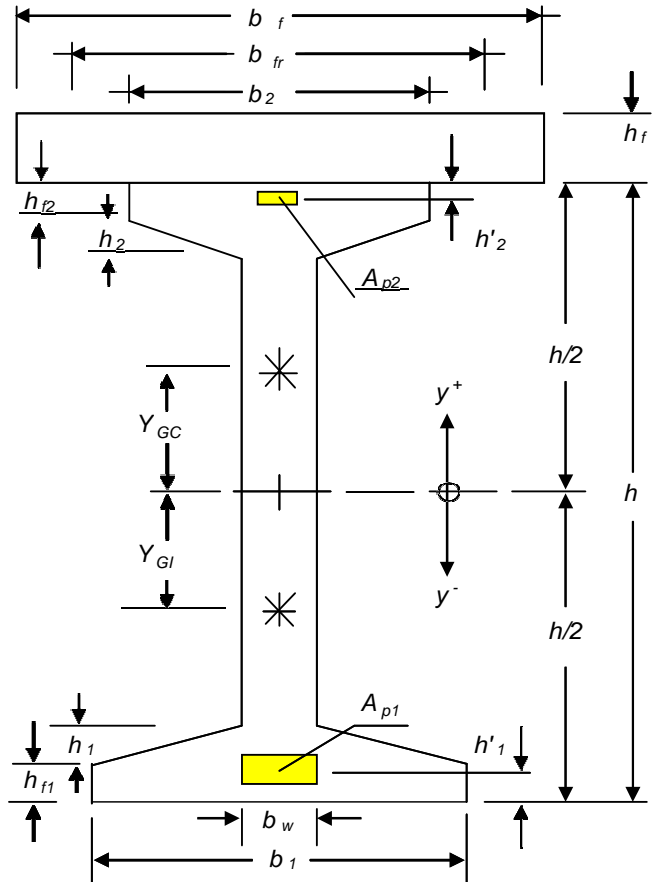 b f
b fr
b 2
h f
h f2
h 2
h' 2
A p2
h/2
y +
Y GC
h
Y GI
y -
h/2
A p1
h 1
h' 1
h f1
b w
b 1